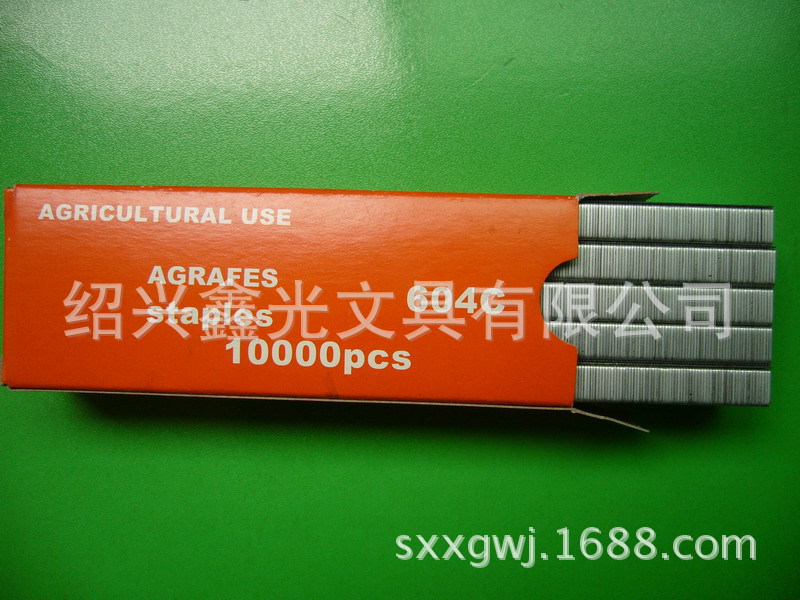 AGRICULTURAL USE
AGRAFES
staples
604C
10000pcs
绍兴鑫光文具有限公司
sxxgwj.1688.com